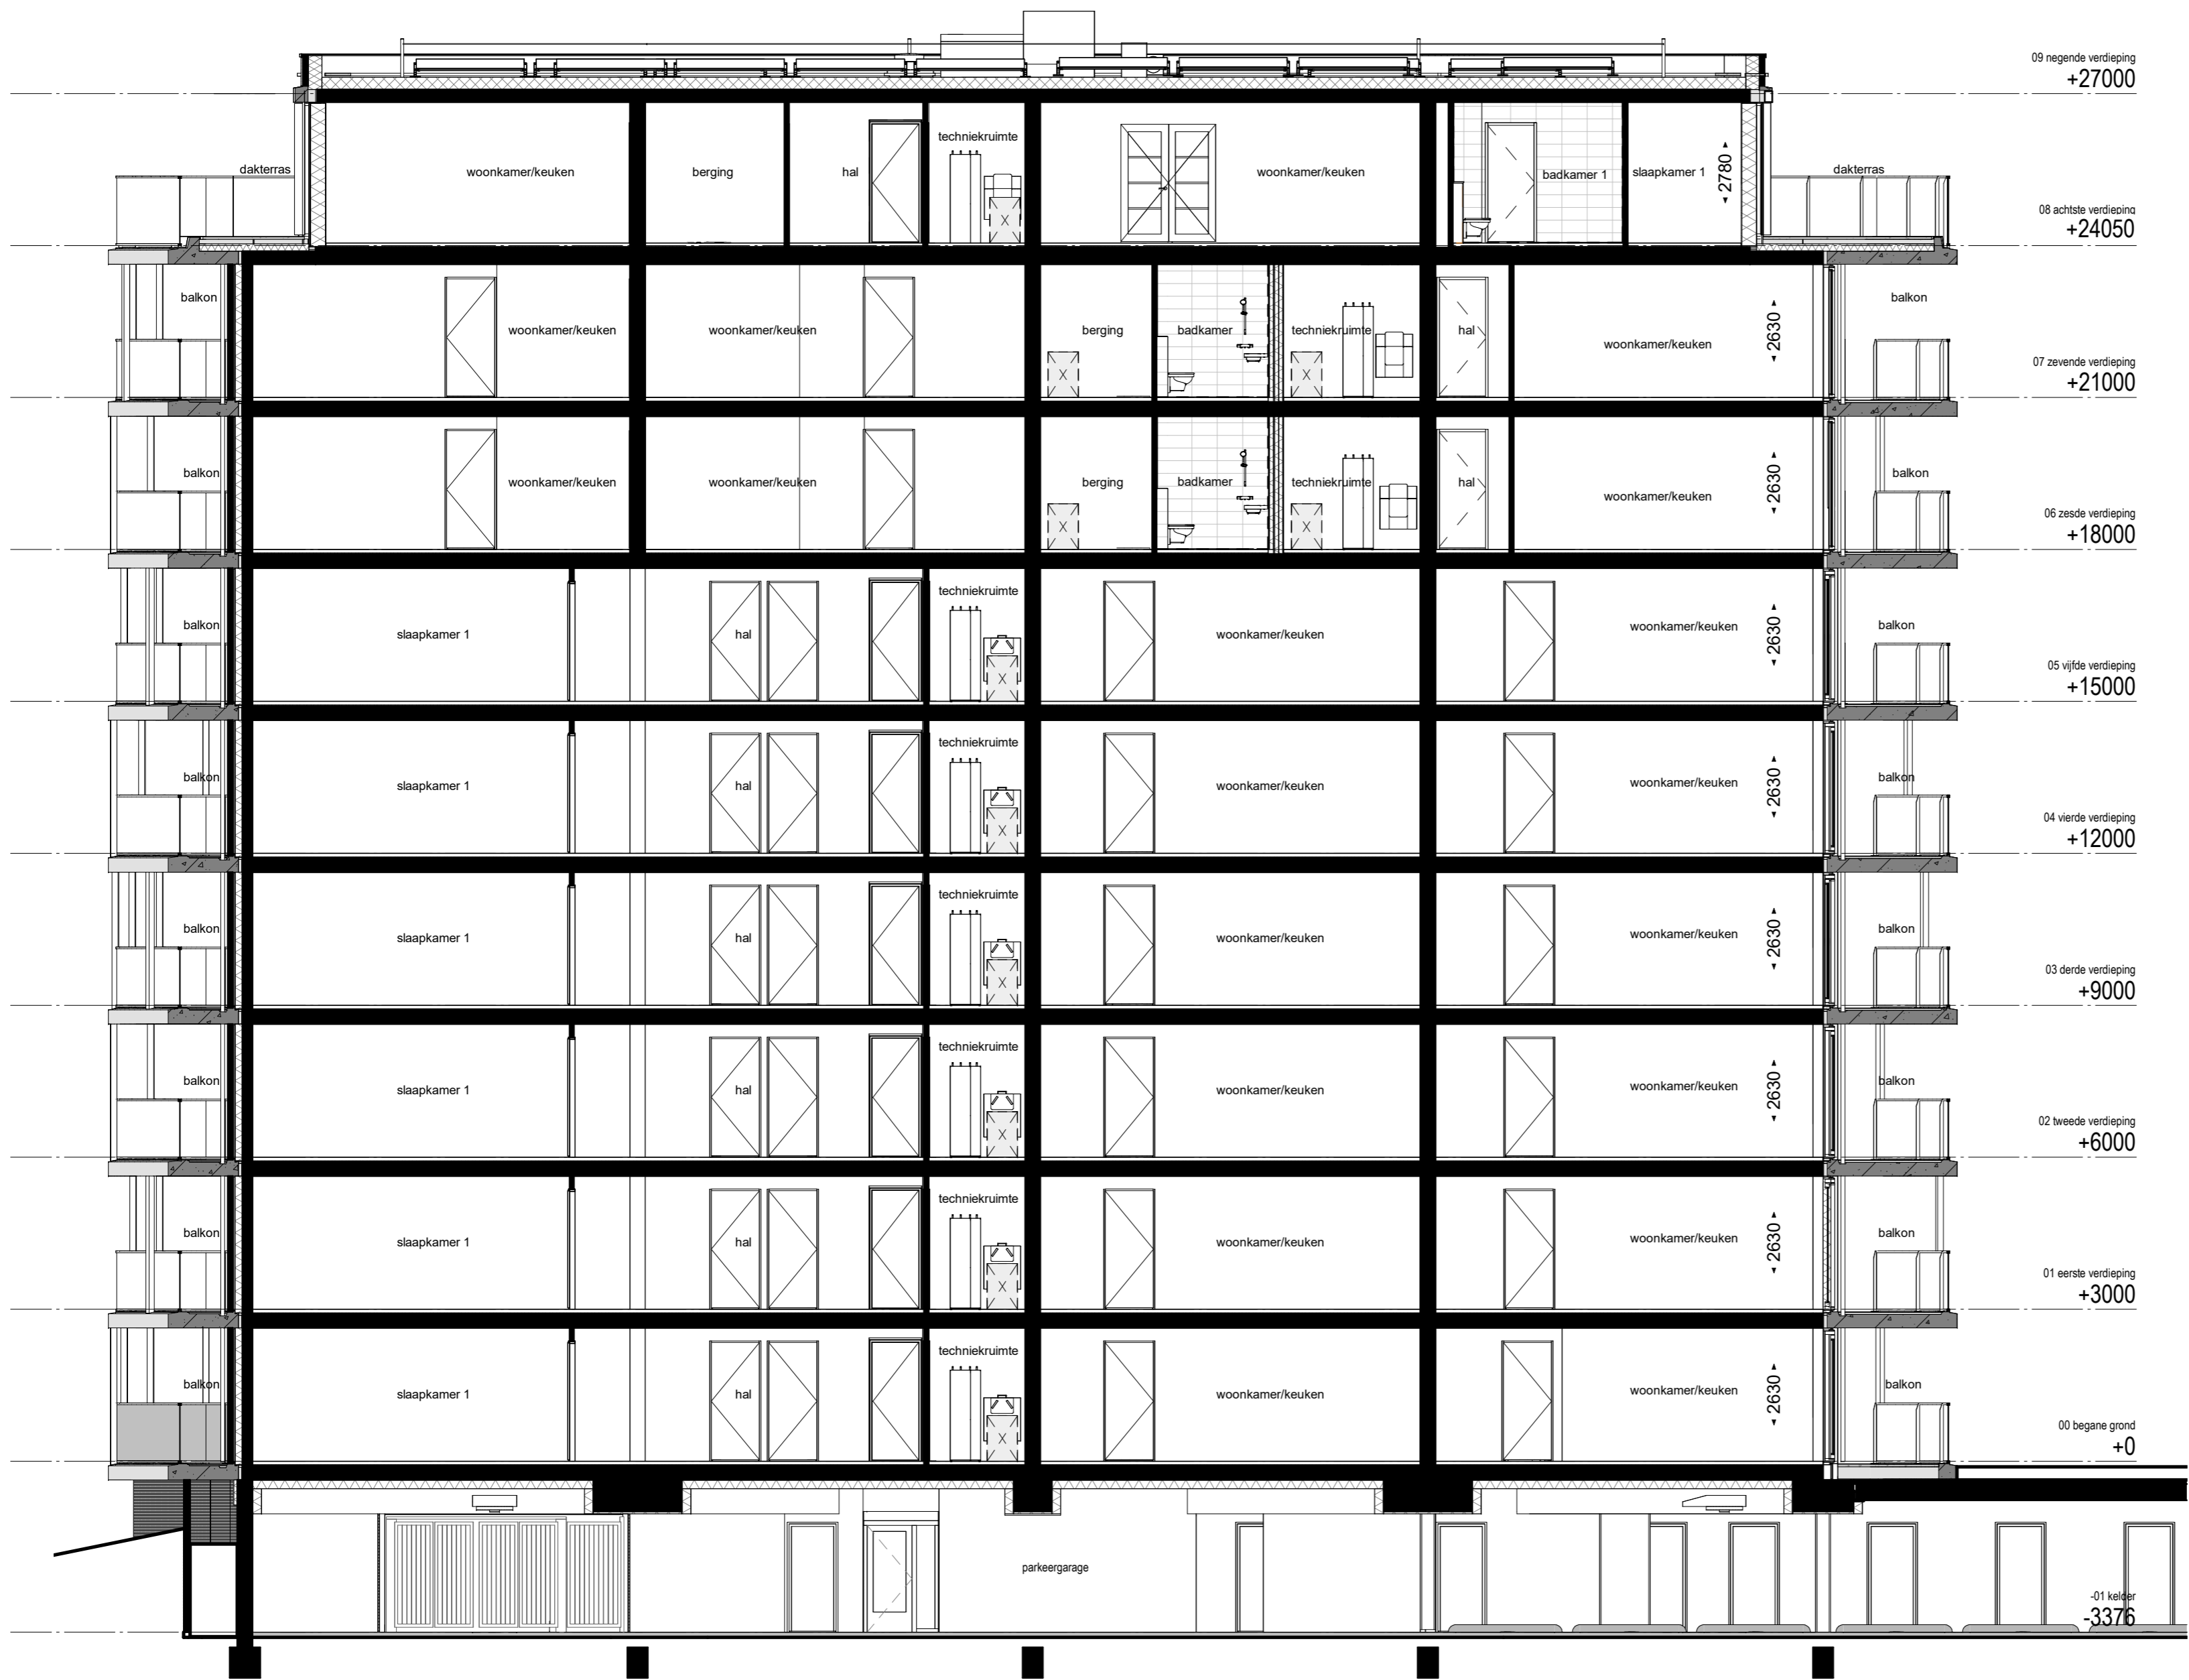 09 negende verdieping
+27000
techniekruimte
dakterras
woonkamer/keuken
berging
hal
woonkamer/keuken
badkamer 1
slaapkamer 1
2780
dakterras
08 achtste verdieping
+24050
balkon
woonkamer/keuken
woonkamer/keuken
berging
badkamer
techniekruimte
hal
woonkamer/keuken
2630
balkon
07 zevende verdieping
+21000
balkon
woonkamer/keuken
woonkamer/keuken
berging
badkamer
techniekruimte
hal
woonkamer/keuken
2630
balkon
06 zesde verdieping
+18000
techniekruimte
balkon
slaapkamer 1
hal
woonkamer/keuken
woonkamer/keuken
2630
balkon
05 vijfde verdieping
+15000
techniekruimte
balkon
slaapkamer 1
hal
woonkamer/keuken
woonkamer/keuken
2630
balkon
04 vierde verdieping
+12000
techniekruimte
balkon
slaapkamer 1
hal
woonkamer/keuken
woonkamer/keuken
2630
balkon
03 derde verdieping
+9000
techniekruimte
balkon
slaapkamer 1
hal
woonkamer/keuken
woonkamer/keuken
2630
balkon
02 tweede verdieping
+6000
techniekruimte
balkon
slaapkamer 1
hal
woonkamer/keuken
woonkamer/keuken
2630
balkon
01 eerste verdieping
+3000
techniekruimte
balkon
slaapkamer 1
hal
woonkamer/keuken
woonkamer/keuken
2630
balkon
00 begane grond
+0
parkeergarage
-01 kelder
-3376